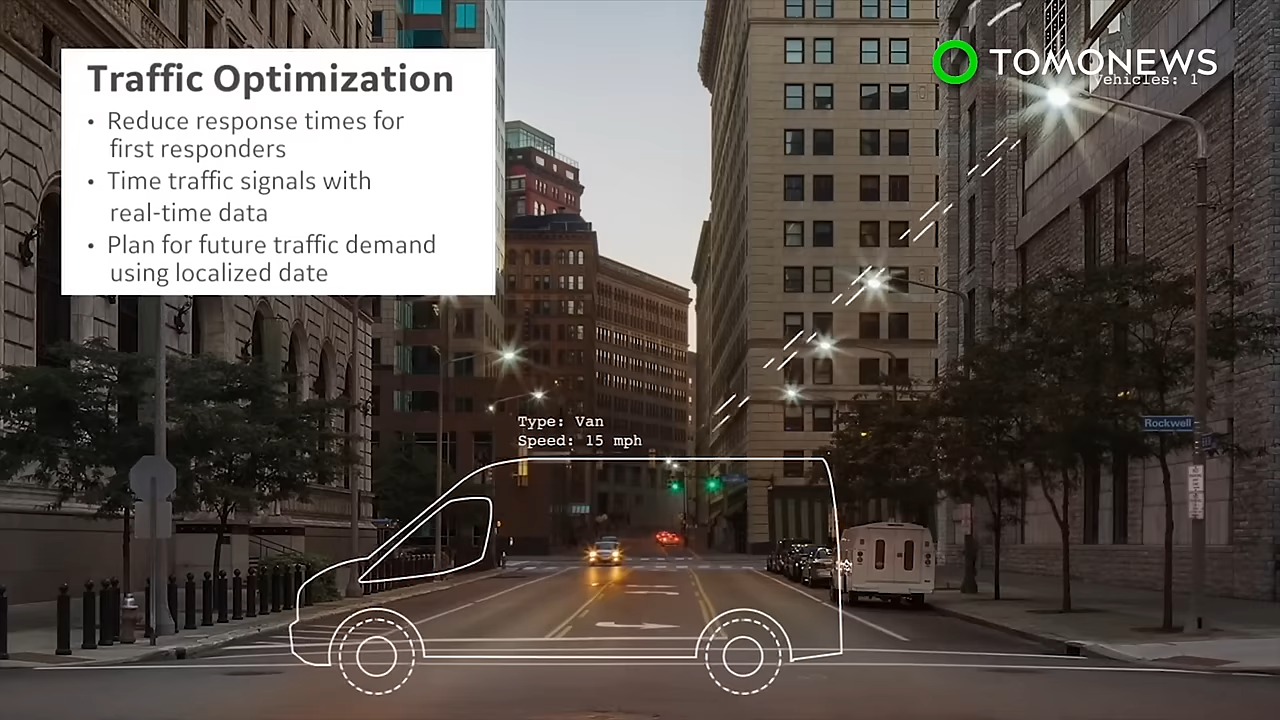 Traffic Optimization
• Reduce response times for
first responders
• Time traffic signals with
real-time data
• Plan for future traffic demand
using localized date
TOMONEWS
Vehicles: 1
Type: Van
Speed: 15 mph
Rockwell